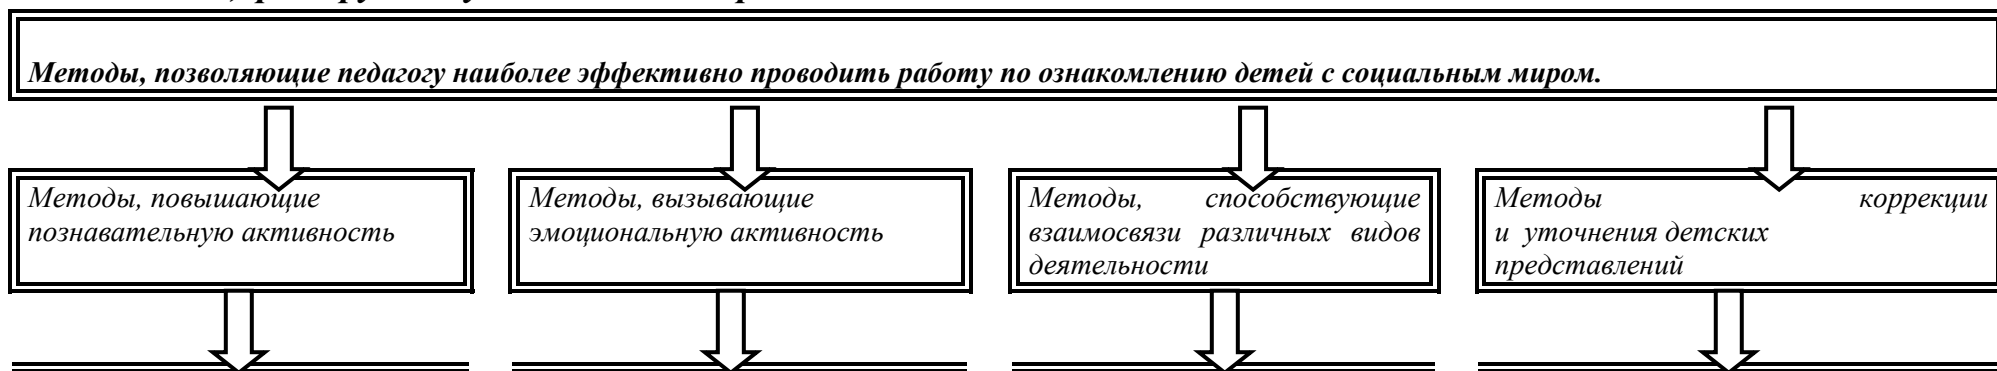 Методы, позволяющие педагогу наиболее эффективно проводить работу по ознакомлению детей с социальным миром.
Методы, повышающие
познавательную активность
Методы, вызывающие
эмоциональную активность
Методы, способствующие
взаимосвязи различных видов
деятельности
Методы коррекции
и уточнения детских
представлений